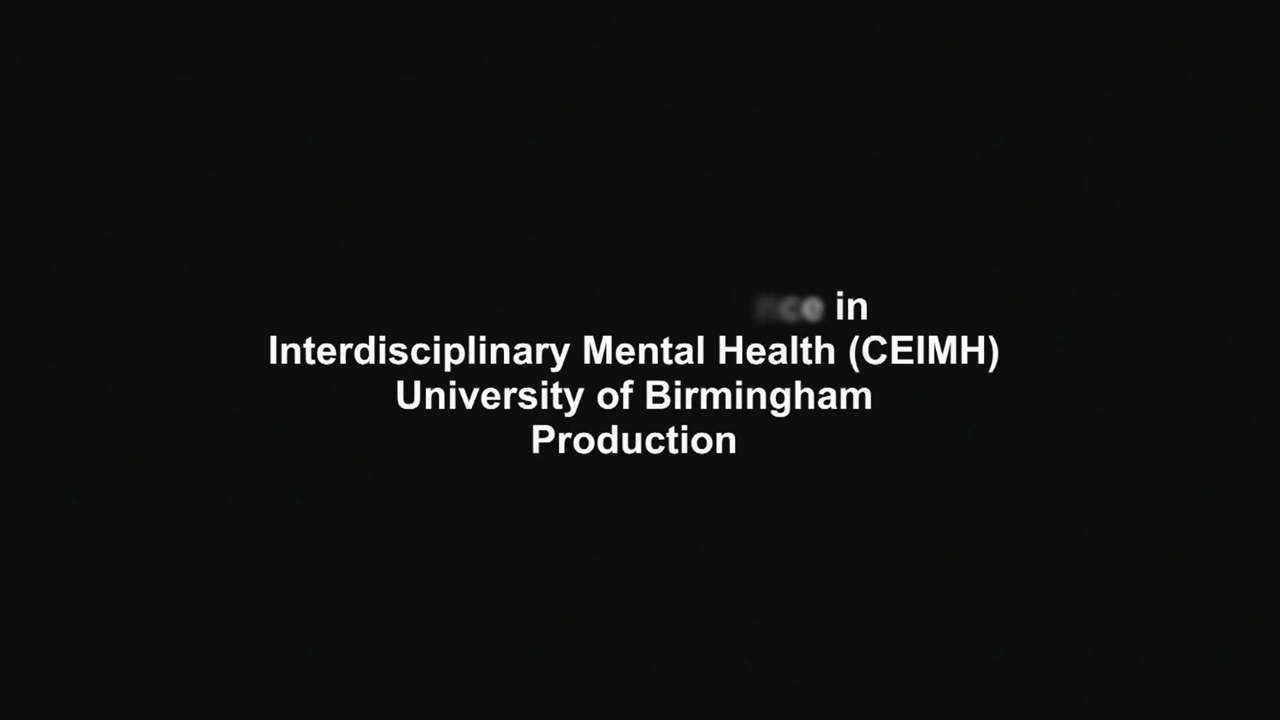 in
Interdisciplinary Mental Health (CEIMH)
University of Birmingham
Production